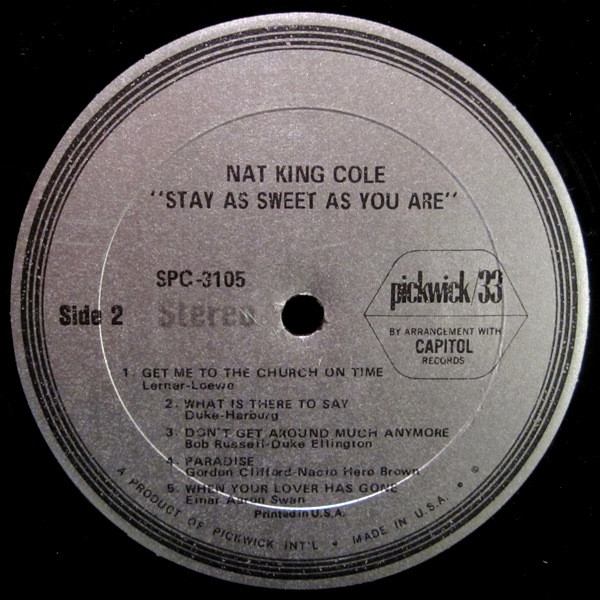 NAT KING COLE
"STAY AS SWEET AS YOU ARE"
SPC-3105
Side 2 Stereo
pickwick/33
BY ARRANGEMENT WITH
CAPITOL
RECORDS
1. GET ME TO THE CHURCH ON TIME
Lerner-Loewe
2. WHAT IS THERE TO SAY
Duke-Harburg
3. DON'T GET AROUND MUCH ANYMORE
Bob Russell-Duke Ellington
4. PARADISE
Gordon Clifford-Nacio Hero Brown
5. WHEN YOUR LOVER HAS GONE
Einar Aaron Swan
Printed in U.S.A.
A PRODUCT OF PICKWICK INT'L • MADE IN U.S.A. • ©